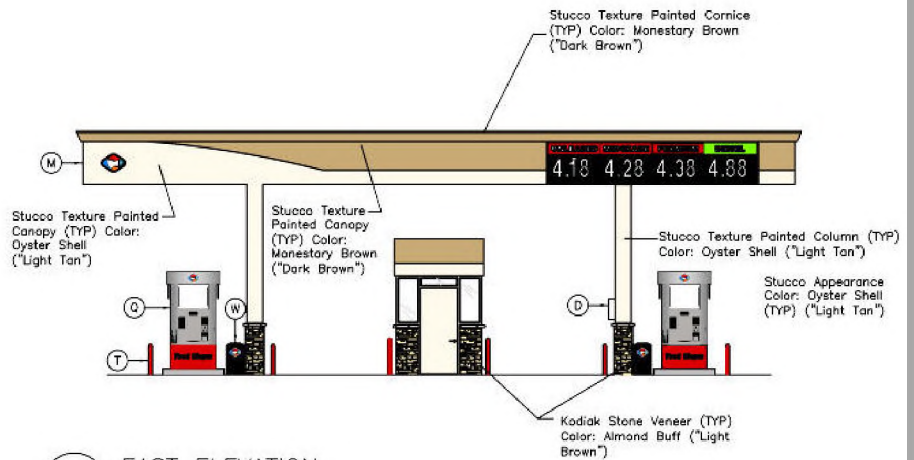 Stucco Texture Painted Cornice
(TYP) Color: Monestary Brown
("Dark Brown")
M
4.18 4.28 4.38 4.88
Stucco Texture Painted
Canopy (TYP) Color:
Oyster Shell
("Light Tan")
Stucco Texture
Painted Canopy
(TYP) Color:
Monestary Brown
("Dark Brown")
Stucco Texture Painted Column (TYP)
Color: Oyster Shell ("Light Tan")
Stucco Appearance
Color: Oyster Shell
(TYP) ("Light Tan")
Q
W
D
T
Kodiak Stone Veneer (TYP)
Color: Almond Buff ("Light
Brown")
EAST ELEVATION